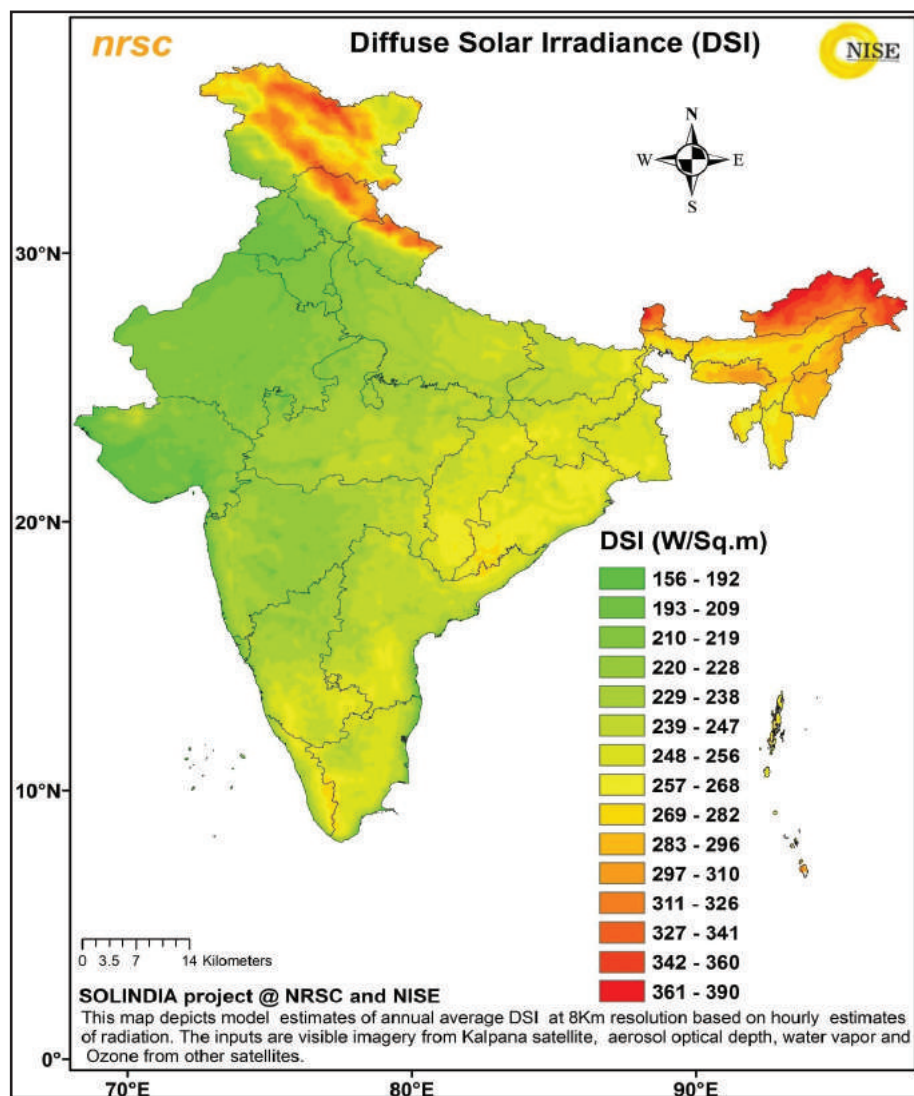 nrsc
Diffuse Solar Irradiance (DSI)
NISE
N
W E
S
30°N
20°N
10°N
0°
70°E
80°E
90°E
DSI (W/Sq.m)
156 - 192
193 - 209
210 - 219
220 - 228
229 - 238
239 - 247
248 - 256
257 - 268
269 - 282
283 - 296
297 - 310
311 - 326
327 - 341
342 - 360
361 - 390
0 3.5 7 14 Kilometers
SOLINDIA project @ NRSC and NISE
This map depicts model estimates of annual average DSI at 8Km resolution based on hourly estimates
of radiation. The inputs are visible imagery from Kalpana satellite, aerosol optical depth, water vapor and
Ozone from other satellites.